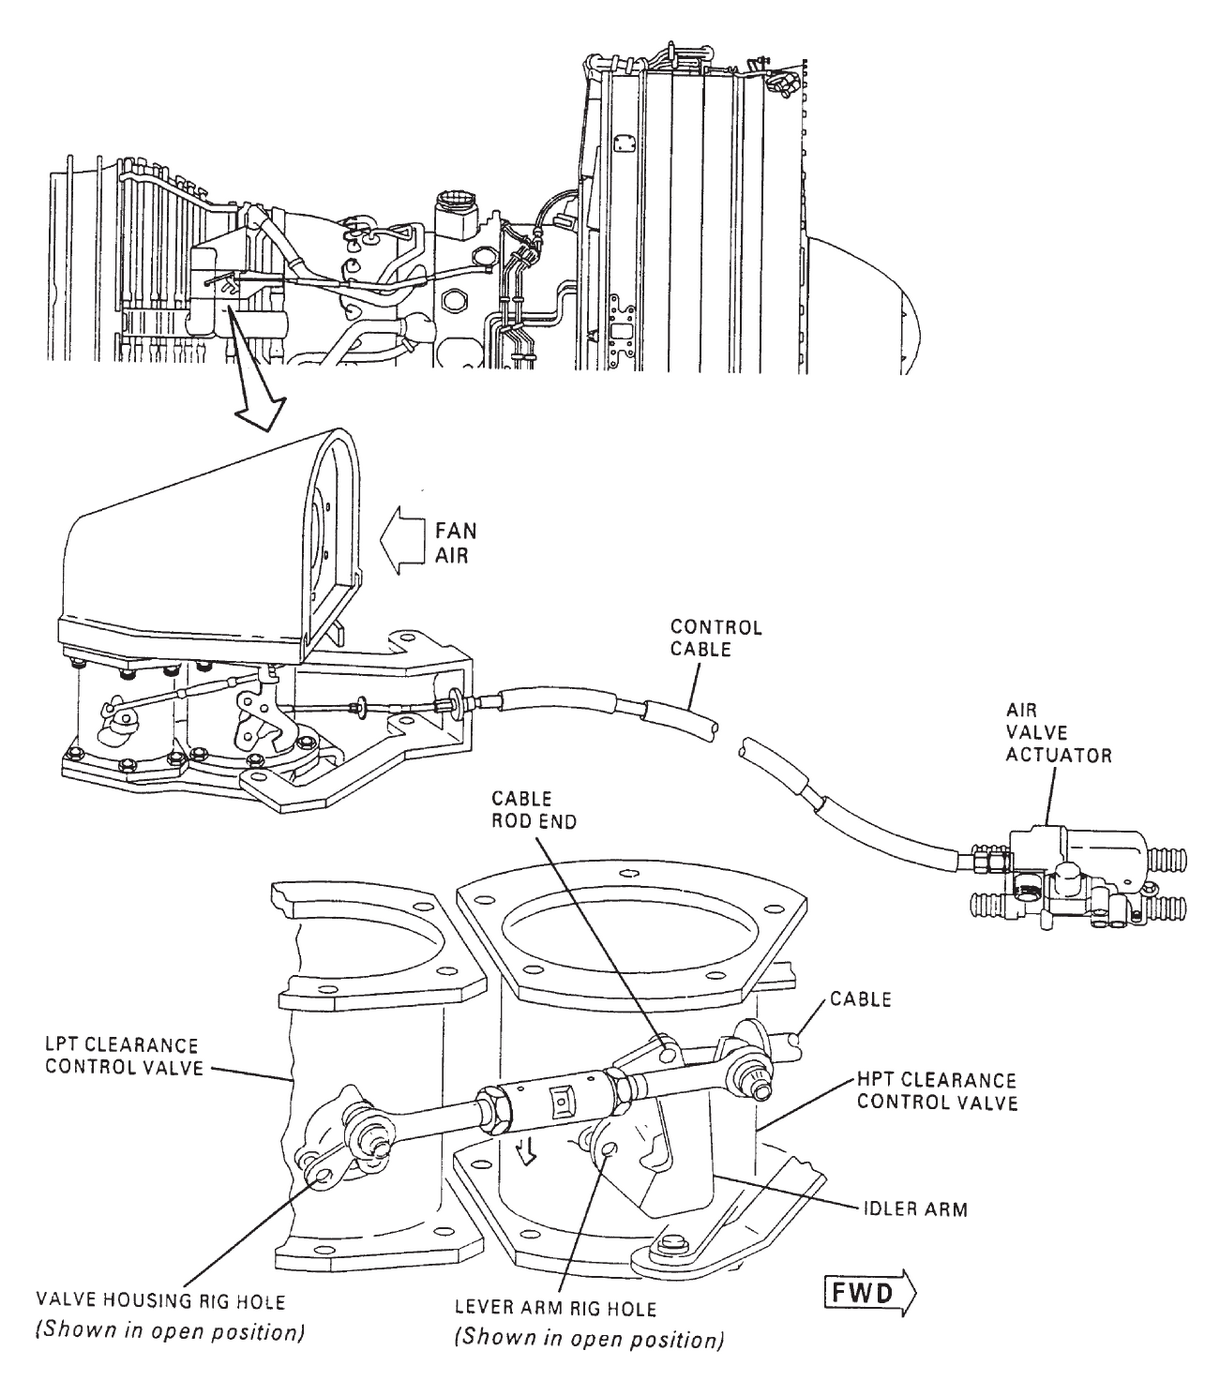 FAN
AIR
CONTROL
CABLE
AIR
VALVE
ACTUATOR
CABLE
ROD END
CABLE
LPT CLEARANCE
CONTROL VALVE
HPT CLEARANCE
CONTROL VALVE
IDLER ARM
VALVE HOUSING RIG HOLE
(Shown in open position)
LEVER ARM RIG HOLE
(Shown in open position)
FWD